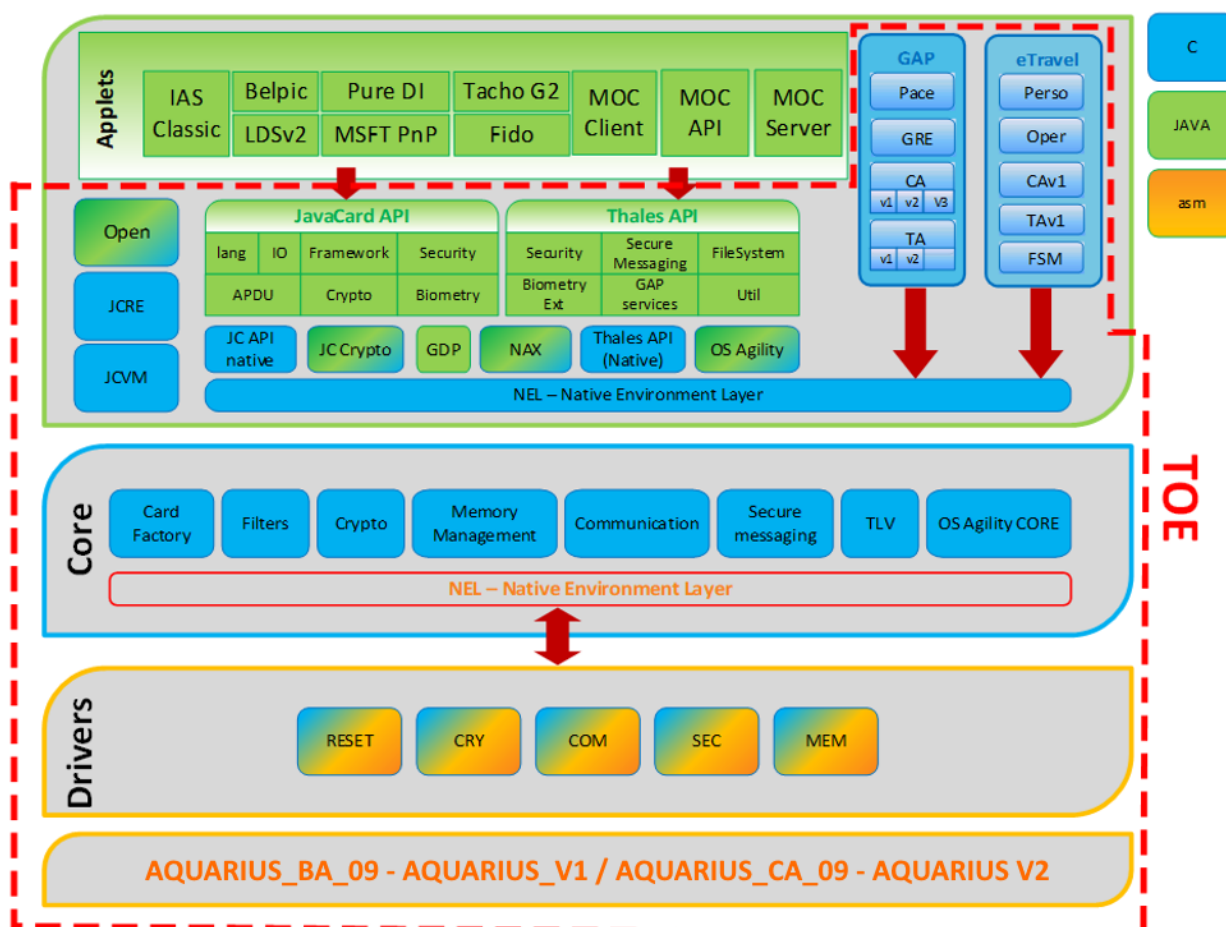 Applets
IAS
Classic
Belpic
LDSv2
Pure DI
MSFT PnP
Tacho G2
Fido
MOC
Client
MOC
API
MOC
Server
GAP
Pace
GRE
CA
v1 v2 V3
TA
v1 v2
eTravel
Perso
Oper
CAv1
TAv1
FSM
C
JAVA
asm
Open
JCRE
JCVM
JavaCard API
lang IO Framework Security
APDU Crypto Biometry
Thales API
Security
Secure
Messaging
FileSystem
Biometry
Ext
GAP
services
Util
JC API
native
JC Crypto
GDP
NAX
Thales API
(Native)
OS Agility
NEL – Native Environment Layer
TOE
Core
Card
Factory
Filters
Crypto
Memory
Management
Communication
Secure
messaging
TLV
OS Agility CORE
NEL – Native Environment Layer
Drivers
RESET
CRY
COM
SEC
MEM
AQUARIUS_BA_09 - AQUARIUS_V1 / AQUARIUS_CA_09 - AQUARIUS V2